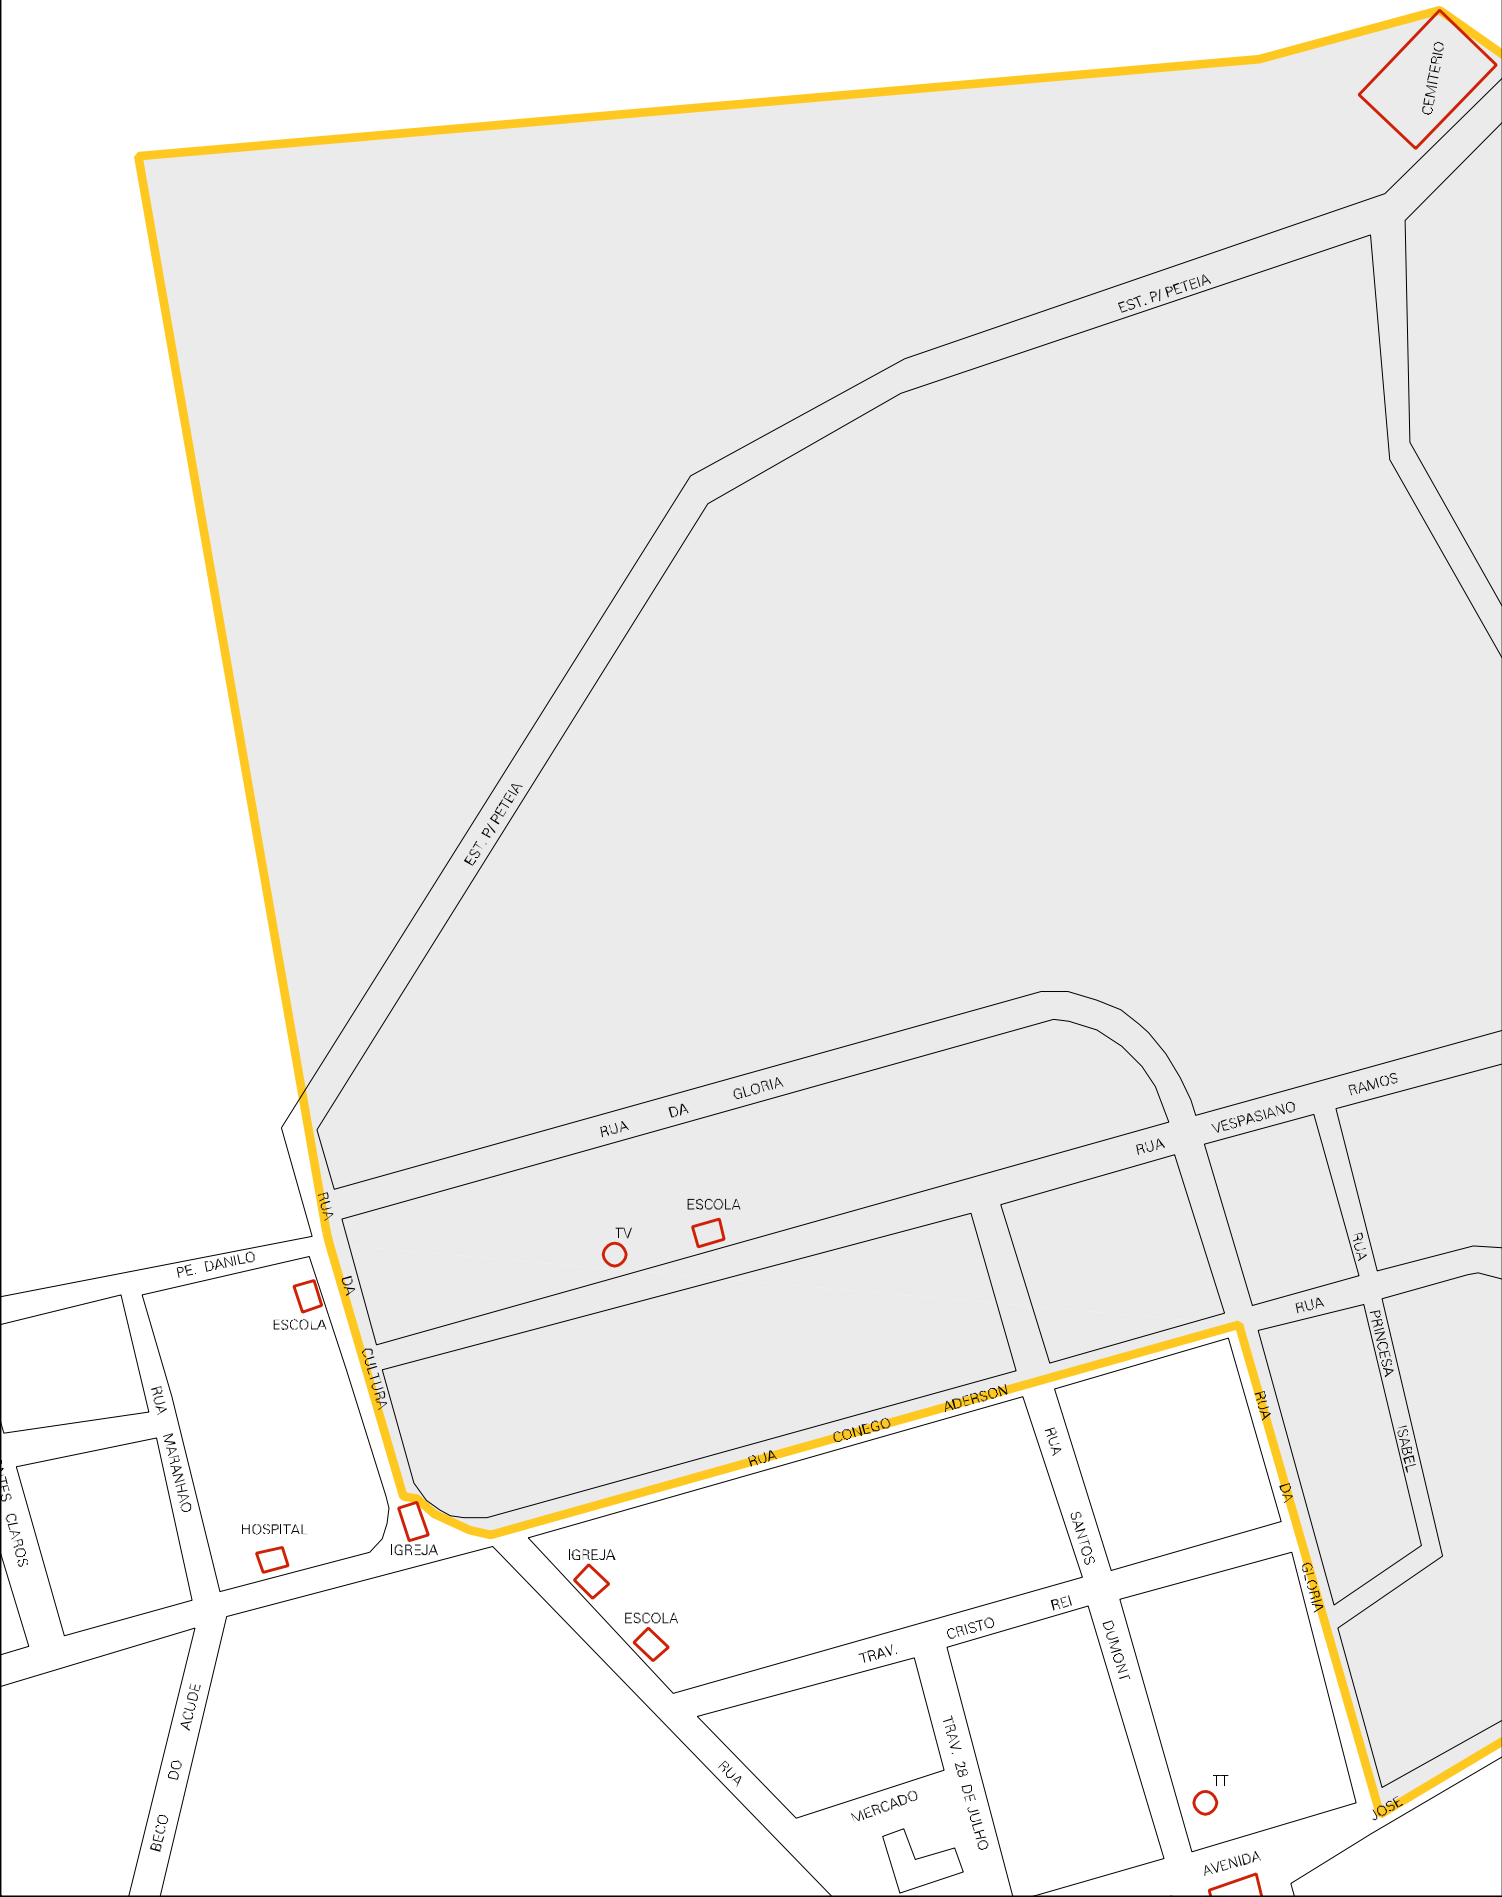 CEMITERIO
EST. P/ PETEIA
EST. P/ PETEIA
RUA DA GLORIA
RUA VESPASIANO RAMOS
ESCOLA
TV
RUA DA CULTURA
PE. DANILO
ESCOLA
RUA MARANHAO
CLAROS
HOSPITAL
IGREJA
RUA CONEGO ADERSON
RUA
RUA PRINCESA ISABEL
RUA DA GLORIA
RUA SANTOS DUMONT
IGREJA
ESCOLA
TRAV. CRISTO REI
TRAV. 28 DE JULHO
RUA
MERCADO
BECO DO ACUDE
TT
JOSE
AVENIDA